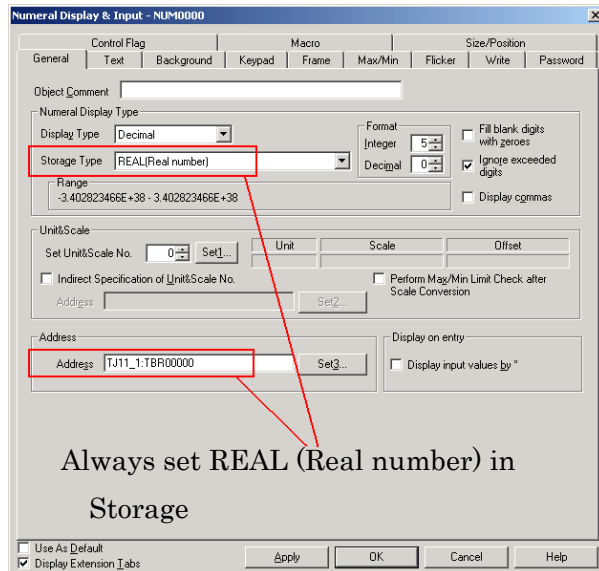 Numeral Display & Input - NUM0000
Control Flag Macro Size/Position
General Text Background Keypad Frame Max/Min Flicker Write Password
Object Comment
Numeral Display Type
Display Type Decimal
Format
Integer 5
Decimal 0
Fill blank digits
with zeroes
Storage Type REAL(Real number)
Ignore exceeded
digits
Range
-3.402823466E+38 - 3.402823466E+38
Display commas
Unit&Scale
Set Unit&Scale No. 0 Set1...
Unit Scale Offset
Indirect Specification of Unit&Scale No.
Perform Max/Min Limit Check after
Scale Conversion
Address Set2...
Address
Address TJ11_1:TBR00000 Set3...
Display on entry
Display input values by *
Always set REAL (Real number) in
Storage
Use As Default
Display Extension Tabs
Apply OK Cancel Help